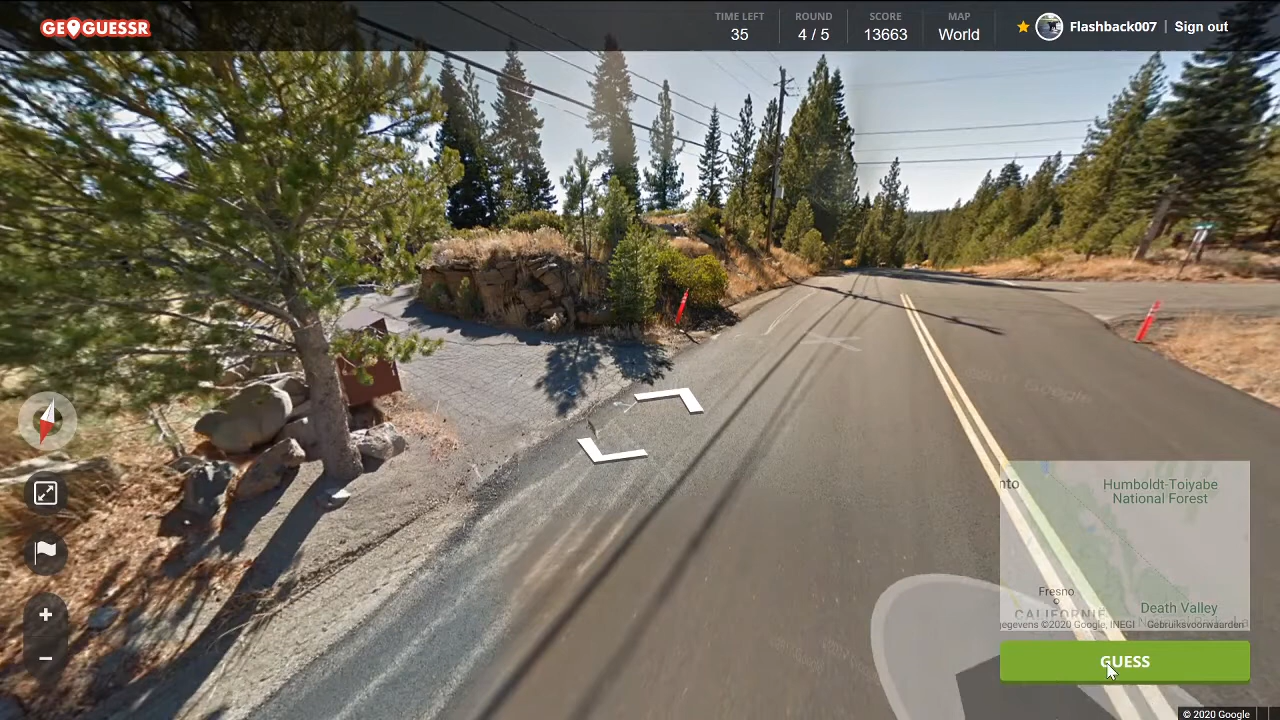 GEOGUESSR
TIME LEFT
35
ROUND
4 / 5
SCORE
13663
MAP
World
Flashback007 | Sign out
nto
Humboldt-Toiyabe
National Forest
Fresno
CALIFORNIË
Death Valley
gegevens ©2020 Google, INEGI Gebruiksvoorwaarden
GUESS
© 2020 Google